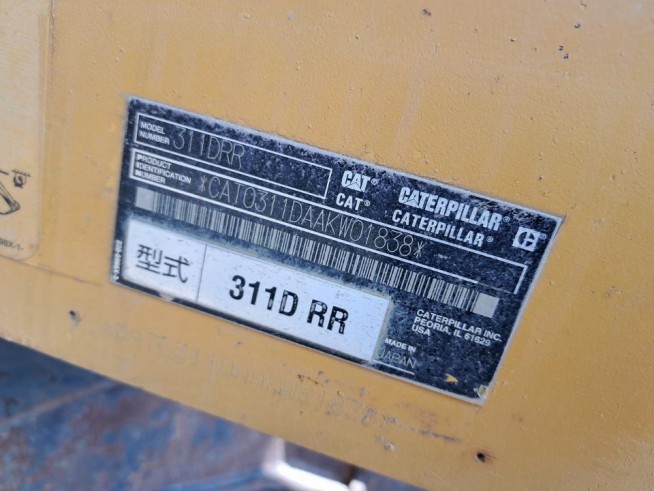 MODEL
NUMBER
311DRR
PRODUCT
IDENTIFICATION
NUMBER
*CAT0311DAAKW01838*
CAT® CATERPILLAR®
CAT® CATERPILLAR®
型式
311D RR
CATERPILLAR INC.
PEORIA, IL 61629
USA
MADE IN
JAPAN